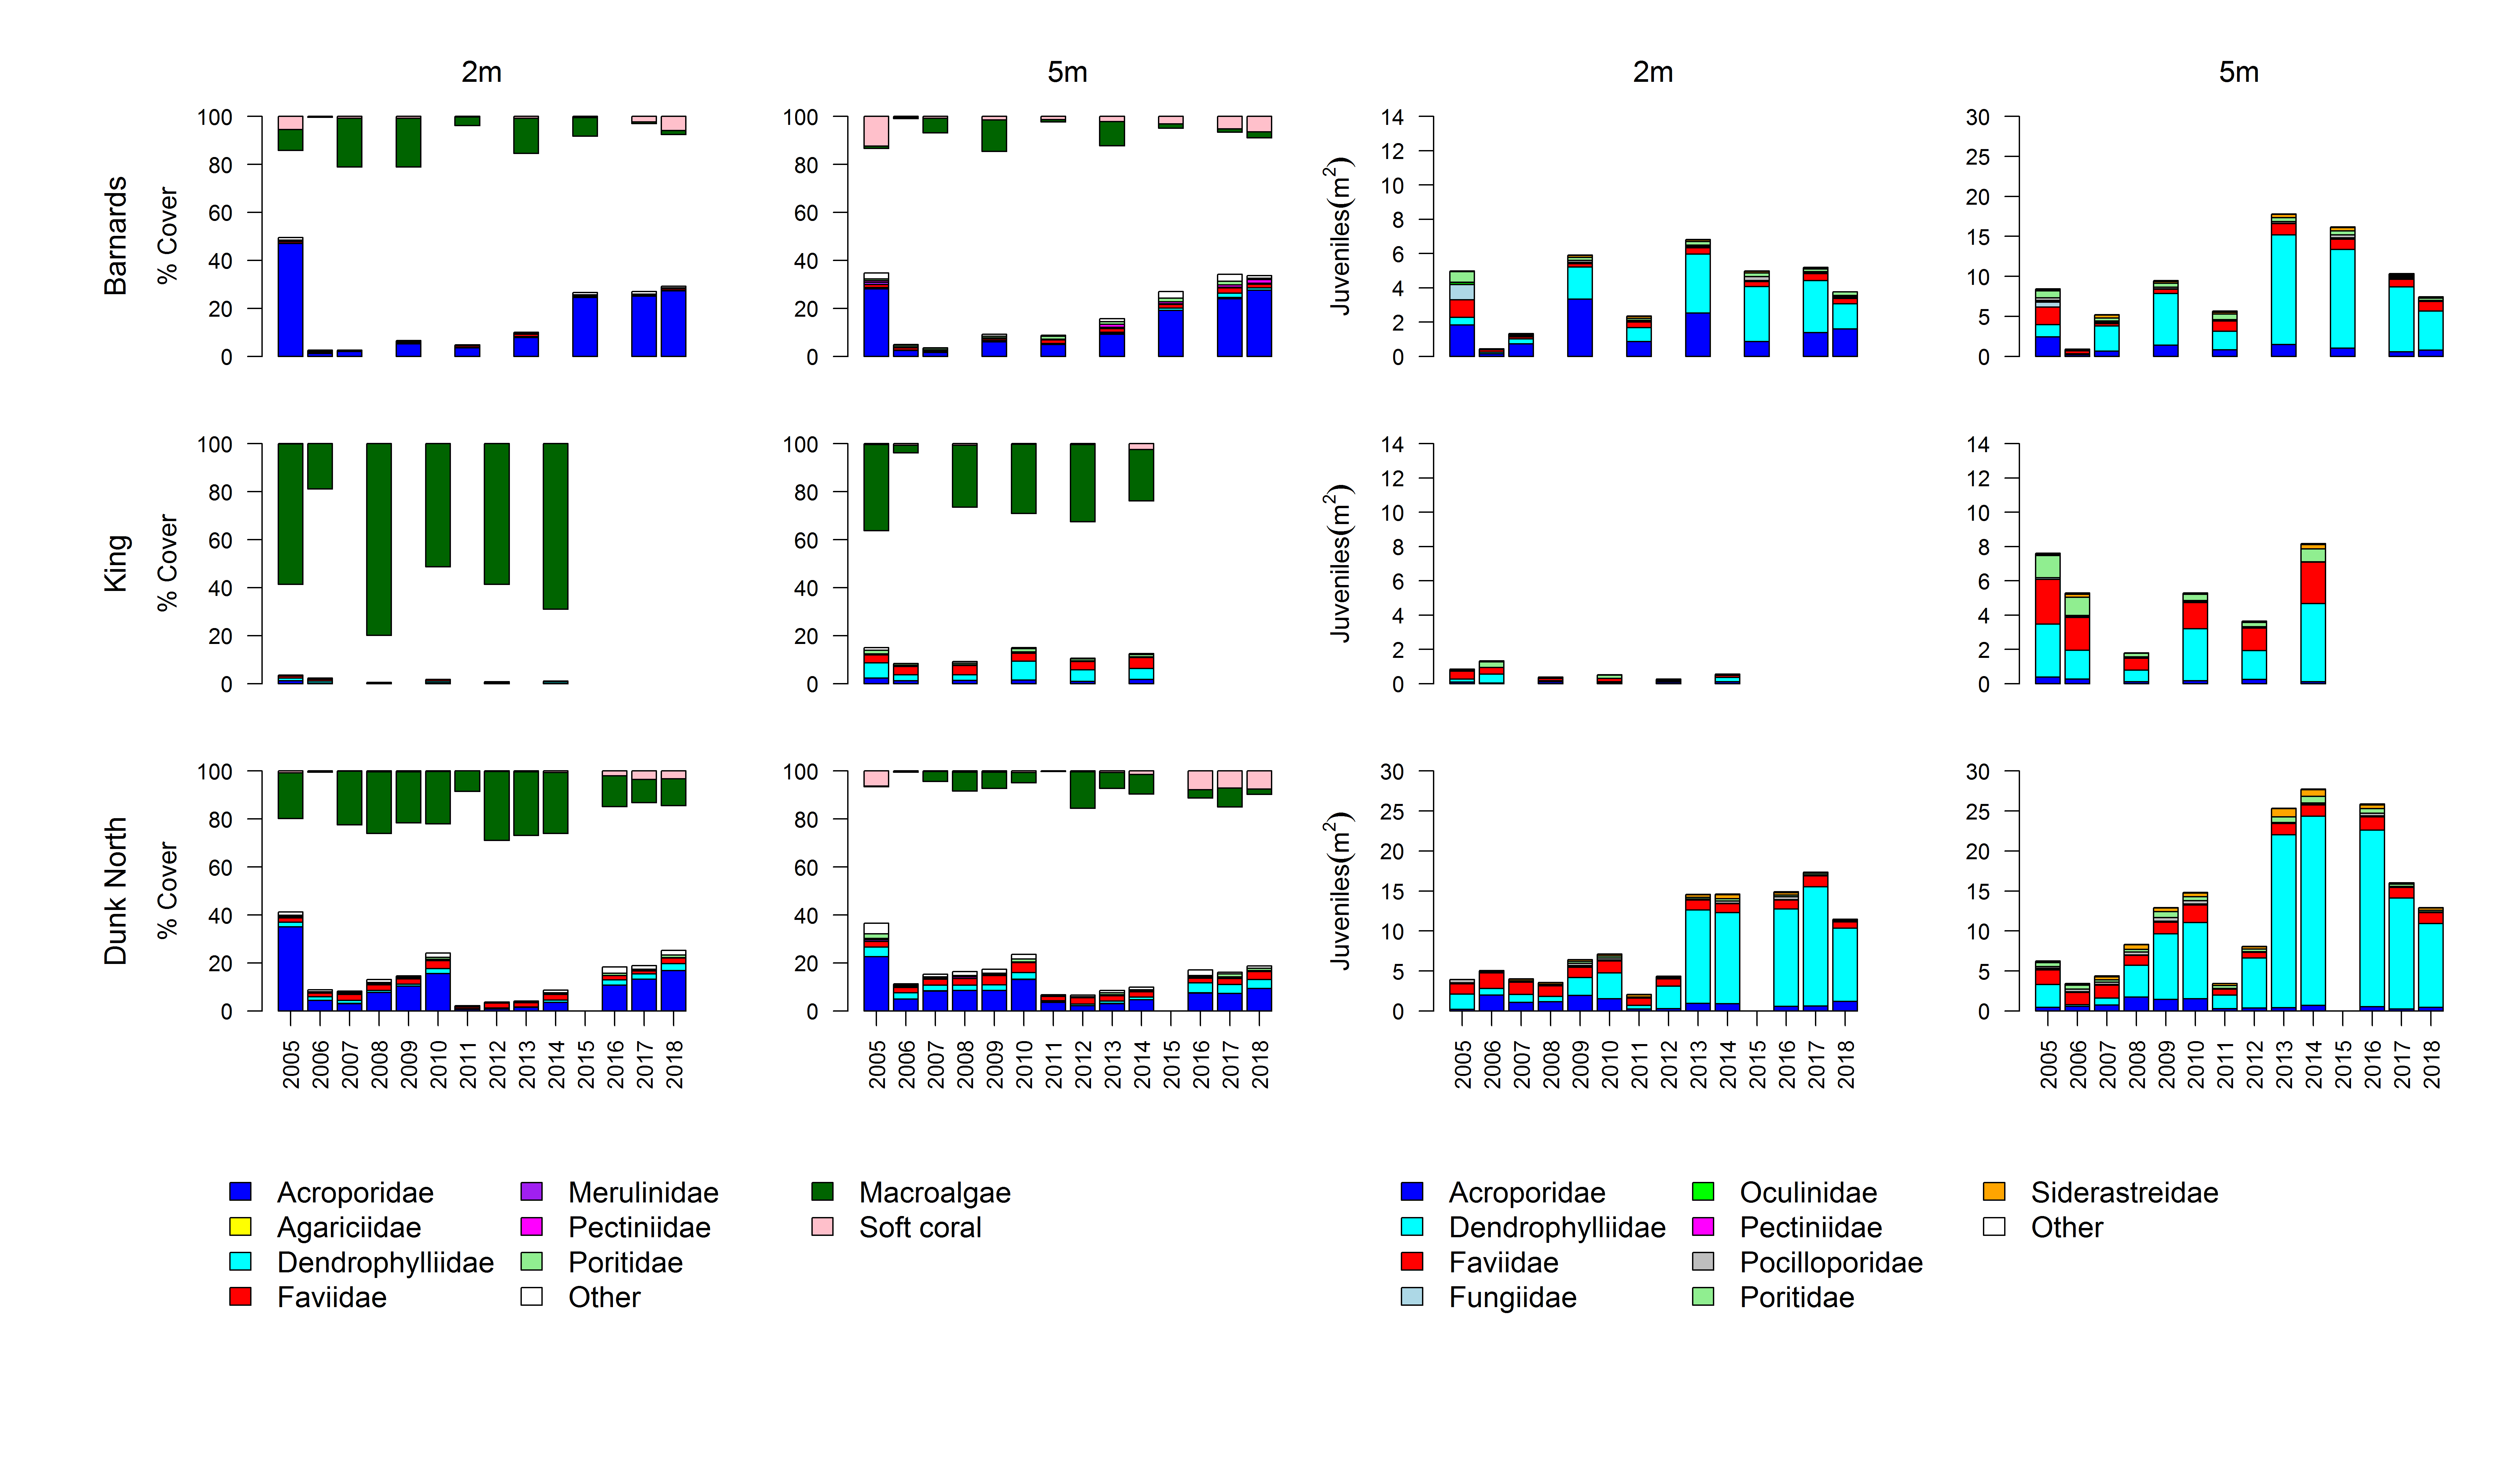 2m 5m 2m 5m
Barnards
% Cover
100
80
60
40
20
0
100
80
60
40
20
0
Juveniles(m²)
14
12
10
8
6
4
2
0
30
25
20
15
10
5
0
King
% Cover
100
80
60
40
20
0
100
80
60
40
20
0
Juveniles(m²)
14
12
10
8
6
4
2
0
14
12
10
8
6
4
2
0
Dunk North
% Cover
100
80
60
40
20
0
100
80
60
40
20
0
Juveniles(m²)
30
25
20
15
10
5
0
30
25
20
15
10
5
0
2005 2006 2007 2008 2009 2010 2011 2012 2013 2014 2015 2016 2017 2018
2005 2006 2007 2008 2009 2010 2011 2012 2013 2014 2015 2016 2017 2018
2005 2006 2007 2008 2009 2010 2011 2012 2013 2014 2015 2016 2017 2018
2005 2006 2007 2008 2009 2010 2011 2012 2013 2014 2015 2016 2017 2018
Acroporidae
Agariciidae
Dendrophylliidae
Faviidae
Merulinidae
Pectiniidae
Poritidae
Other
Macroalgae
Soft coral
Acroporidae
Dendrophylliidae
Faviidae
Fungiidae
Oculinidae
Pectiniidae
Pocilloporidae
Poritidae
Siderastreidae
Other